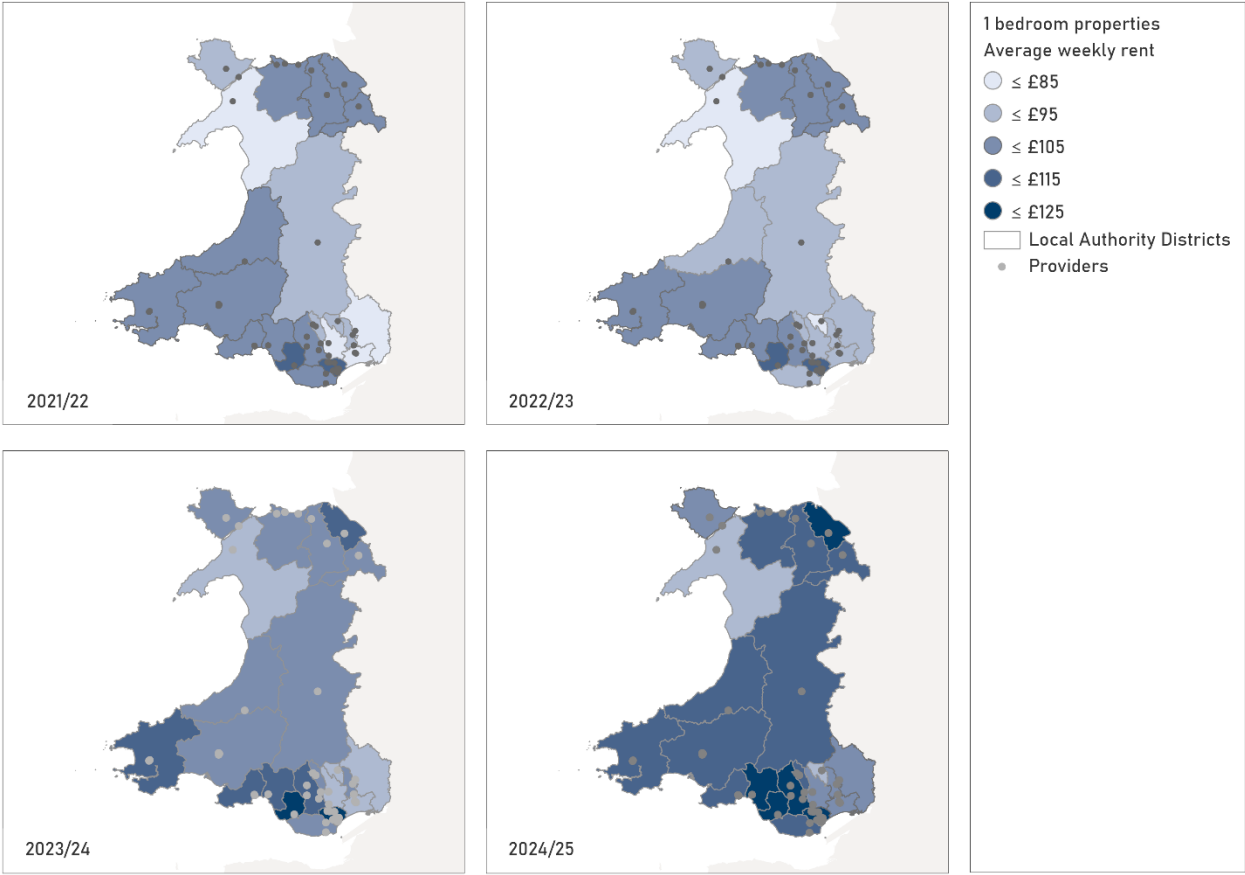 1 bedroom properties
Average weekly rent
≤ £85
≤ £95
≤ £105
≤ £115
≤ £125
Local Authority Districts
Providers
2021/22
2022/23
2023/24
2024/25